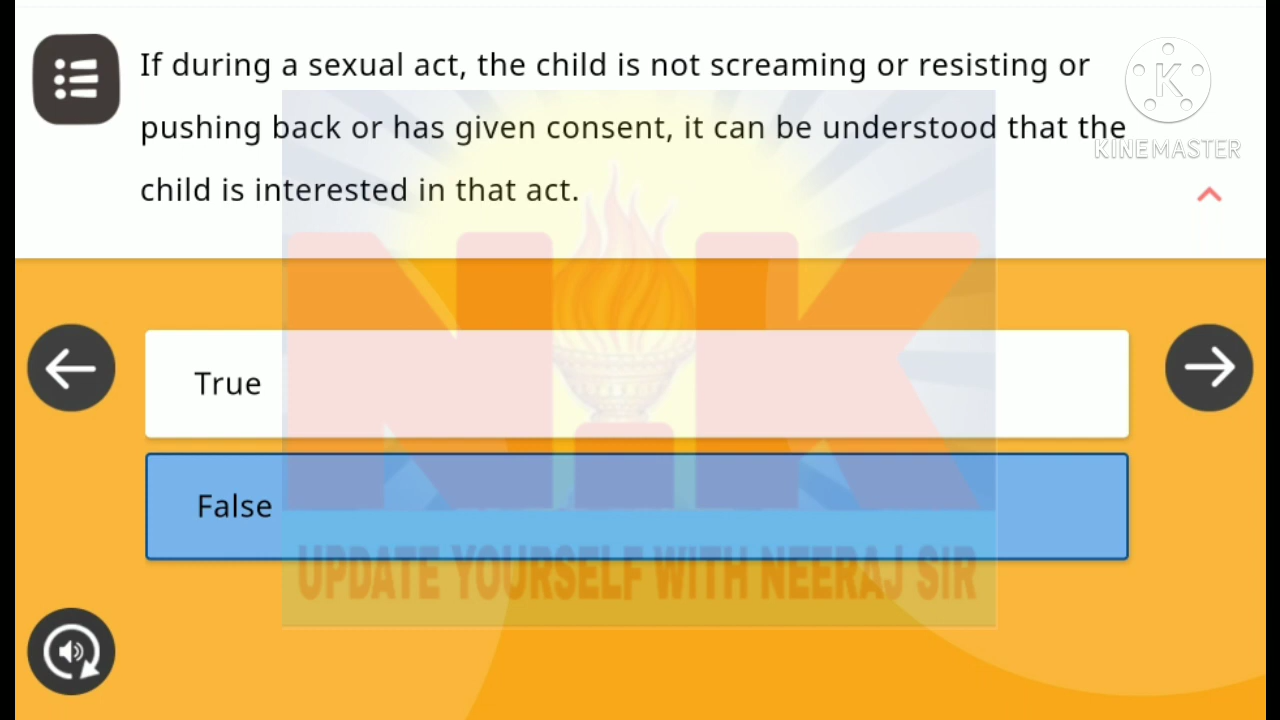 If during a sexual act, the child is not screaming or resisting or
pushing back or has given consent, it can be understood that the
child is interested in that act.
K
KINEMASTER
True
False
NK
UPDATE YOURSELF WITH NEERAJ SIR